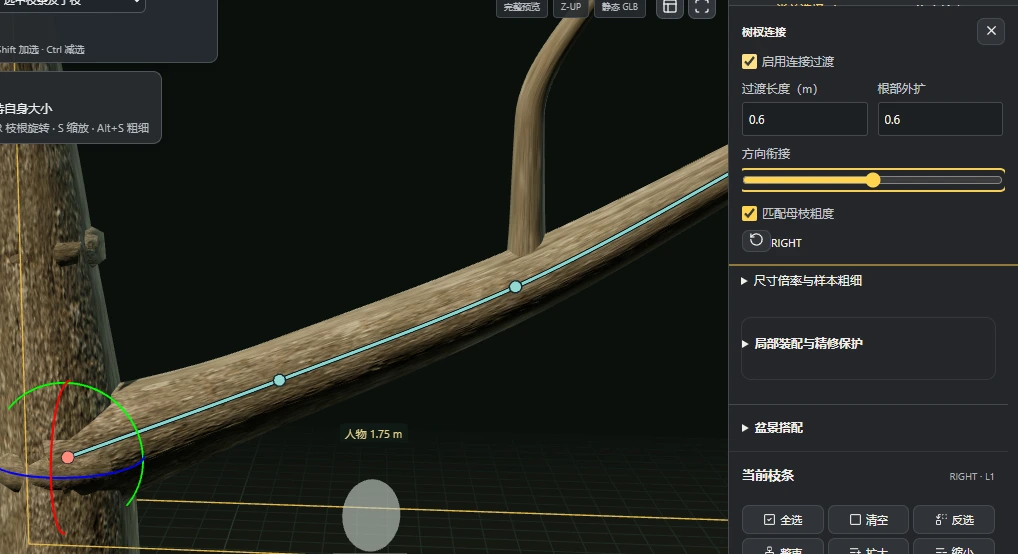 完整预览
Z-UP
静态 GLB
Shift 加选 · Ctrl 减选
持自身大小
R 枝根旋转 · S 缩放 · Alt+S 粗细
人物 1.75 m
树杈连接
启用连接过渡
过渡长度（m） 根部外扩
0.6 0.6
方向衔接
匹配母枝粗度
RIGHT
尺寸倍率与样本粗细
局部装配与精修保护
盆景搭配
当前枝条 RIGHT · L1
全选 清空 反选